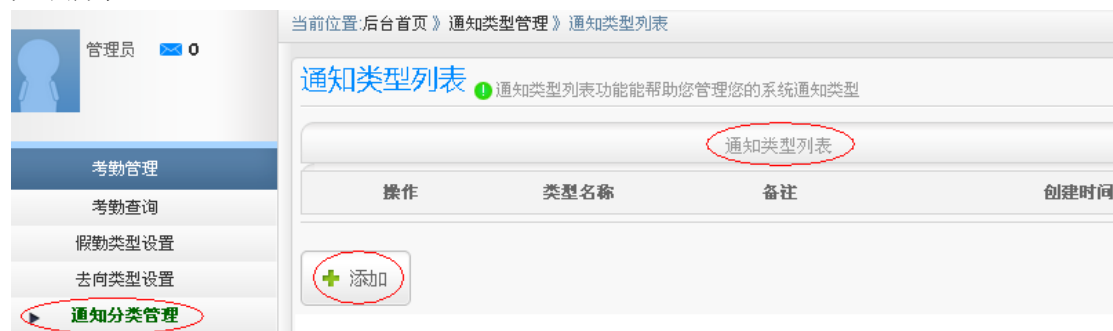 当前位置:后台首页 》通知类型管理 》通知类型列表
管理员 0
通知类型列表 通知类型列表功能能帮助您管理您的系统通知类型
通知类型列表
操作 类型名称 备注 创建时间
添加
考勤管理
考勤查询
假勤类型设置
去向类型设置
通知分类管理